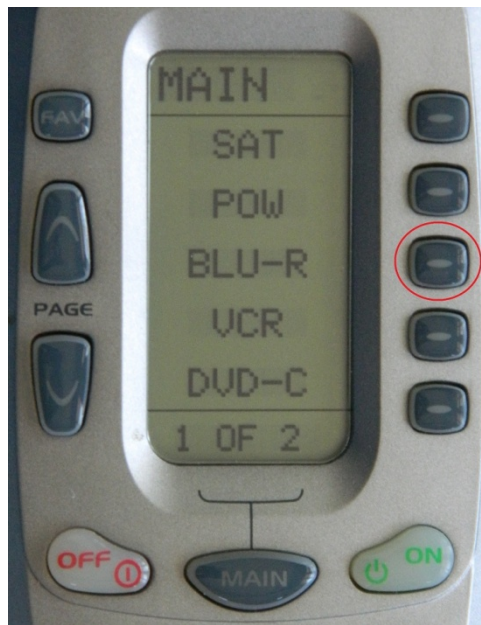 MAIN
FAV
SAT
POW
BLU-R
PAGE
VCR
DVD-C
1 OF 2
OFF
MAIN
ON